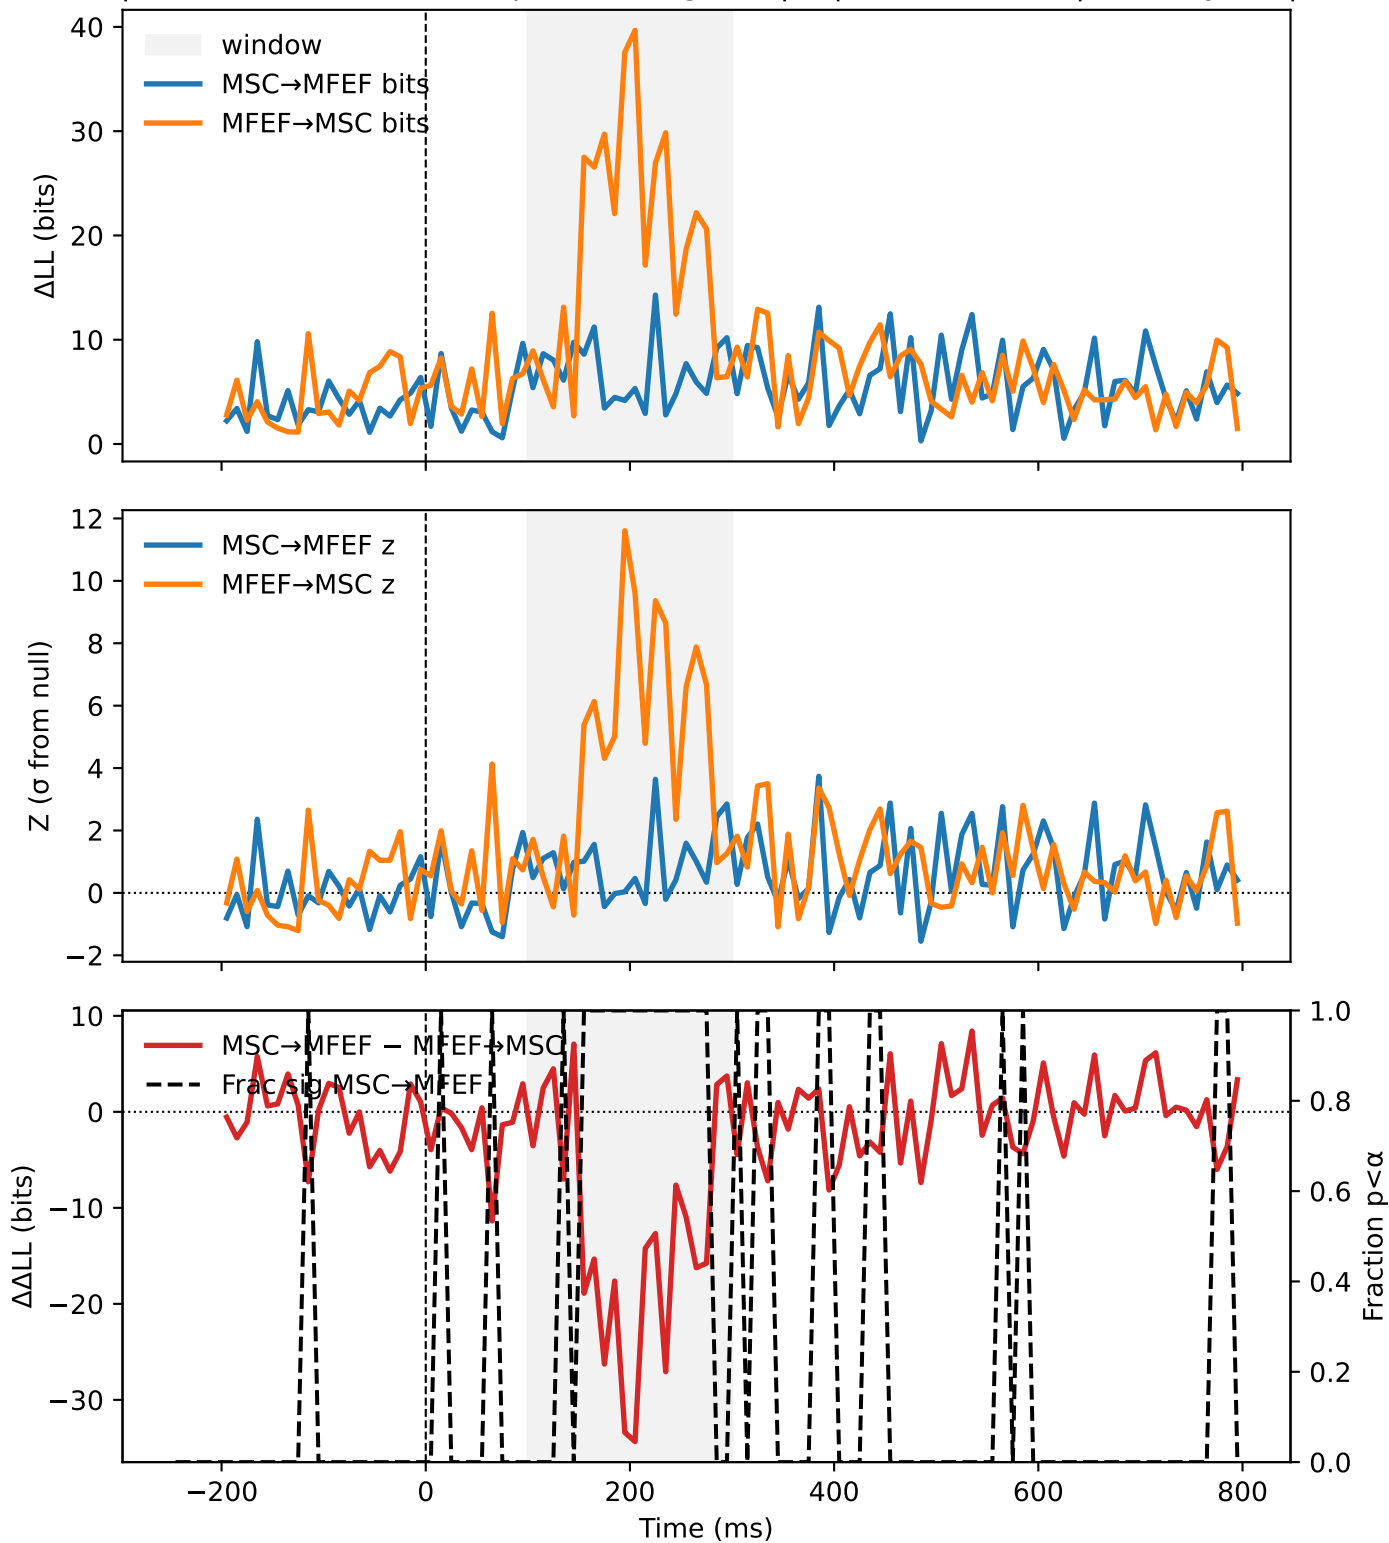 40
30
20
10
0
ΔLL (bits)
window
MSC→MFEF bits
MFEF→MSC bits
12
10
8
6
4
2
0
−2
Z (σ from null)
MSC→MFEF z
MFEF→MSC z
10
0
−10
−20
−30
ΔΔLL (bits)
MSC→MFEF − MFEF→MSC
Frac sig MSC→MFEF
1.0
0.8
0.6
0.4
0.2
0.0
Fraction p<α
−200 0 200 400 600 800
Time (ms)